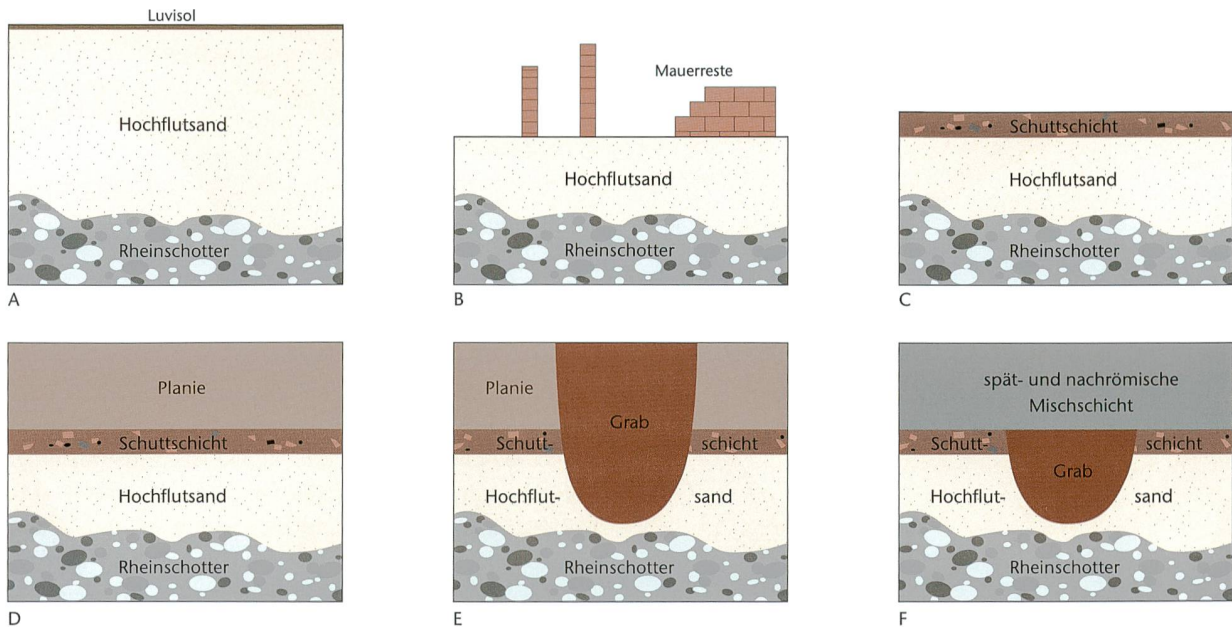 Luvisol
Hochflutsand
Rheinschotter
A
Mauerreste
Hochflutsand
Rheinschotter
B
Schuttschicht
Hochflutsand
Rheinschotter
C
Planie
Schuttschicht
Hochflutsand
Rheinschotter
D
Planie
Grab
Schutt- schicht
Hochflut- sand
Rheinschotter
E
spät- und nachrömische
Mischschicht
Schutt- schicht
Grab
Hochflut- sand
Rheinschotter
F